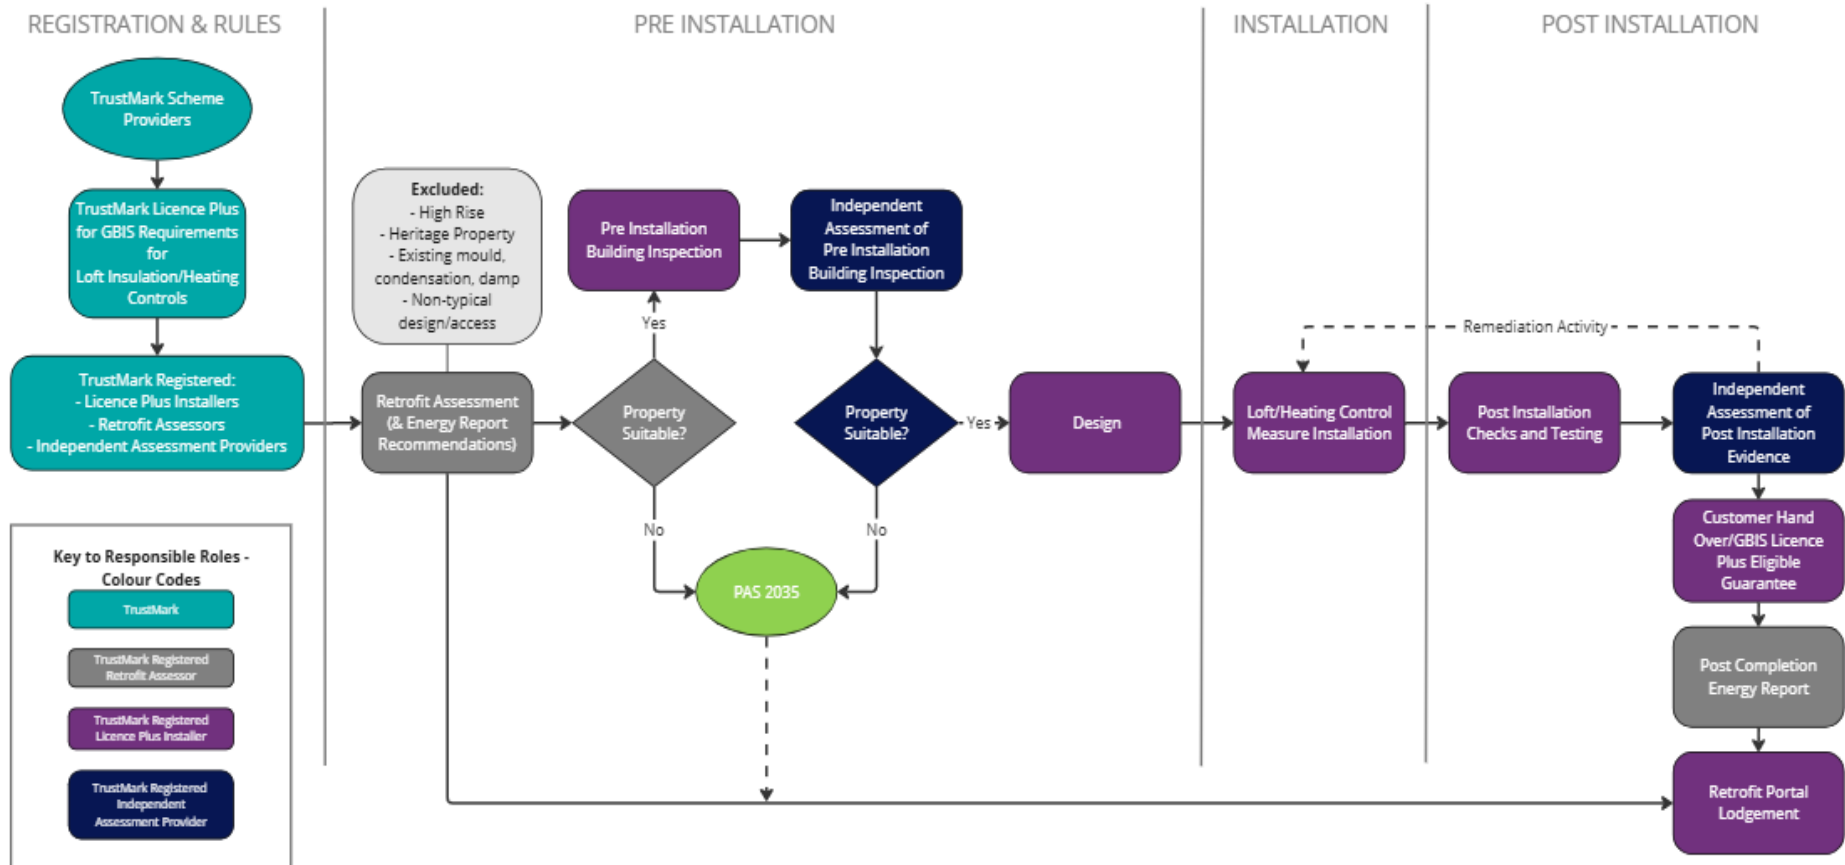 REGISTRATION & RULES
PRE INSTALLATION
INSTALLATION
POST INSTALLATION
TrustMark Scheme
Providers
TrustMark Licence Plus
for GBIS Requirements
for
Loft Insulation/Heating
Controls
TrustMark Registered:
- Licence Plus Installers
- Retrofit Assessors
- Independent Assessment Providers
Excluded:
- High Rise
- Heritage Property
- Existing mould,
condensation, damp
- Non-typical
design/access
Retrofit Assessment
(& Energy Report
Recommendations)
Property
Suitable?
Yes
No
Pre Installation
Building Inspection
Independent
Assessment of
Pre Installation
Building Inspection
Property
Suitable?
Yes
No
PAS 2035
Design
Loft/Heating Control
Measure Installation
Remediation Activity
Post Installation
Checks and Testing
Independent
Assessment of
Post Installation
Evidence
Customer Hand
Over/GBIS Licence
Plus Eligible
Guarantee
Post Completion
Energy Report
Retrofit Portal
Lodgement
Key to Responsible Roles -
Colour Codes
TrustMark
TrustMark Registered
Retrofit Assessor
TrustMark Registered
Licence Plus Installer
TrustMark Registered
Independent
Assessment Provider